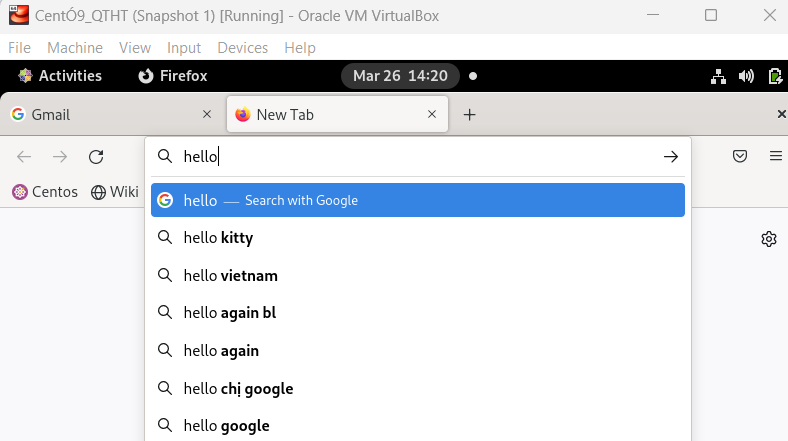 CentÓ9_QTHT (Snapshot 1) [Running] - Oracle VM VirtualBox
File Machine View Input Devices Help
Activities Firefox Mar 26 14:20
Gmail New Tab
hello
Centos Wiki
hello — Search with Google
hello kitty
hello vietnam
hello again bl
hello again
hello chị google
hello google